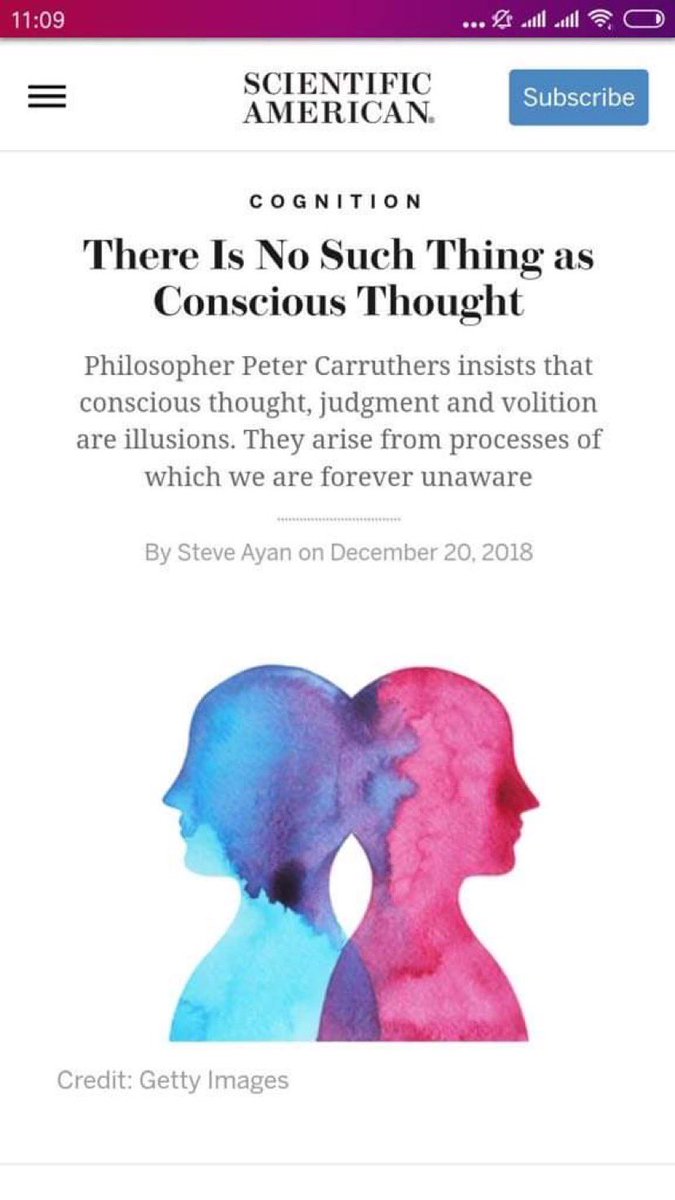 11:09
SCIENTIFIC
AMERICAN®
Subscribe
COGNITION
There Is No Such Thing as
Conscious Thought
Philosopher Peter Carruthers insists that
conscious thought, judgment and volition
are illusions. They arise from processes of
which we are forever unaware
By Steve Ayan on December 20, 2018
Credit: Getty Images